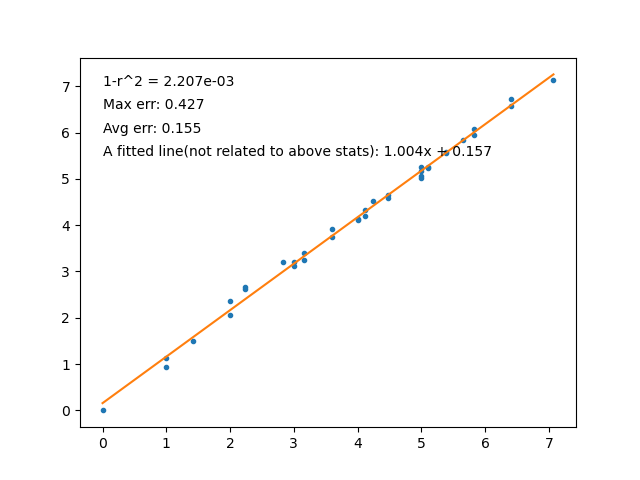 1-r^2 = 2.207e-03
Max err: 0.427
Avg err: 0.155
A fitted line(not related to above stats): 1.004x + 0.157
7
6
5
4
3
2
1
0
0 1 2 3 4 5 6 7